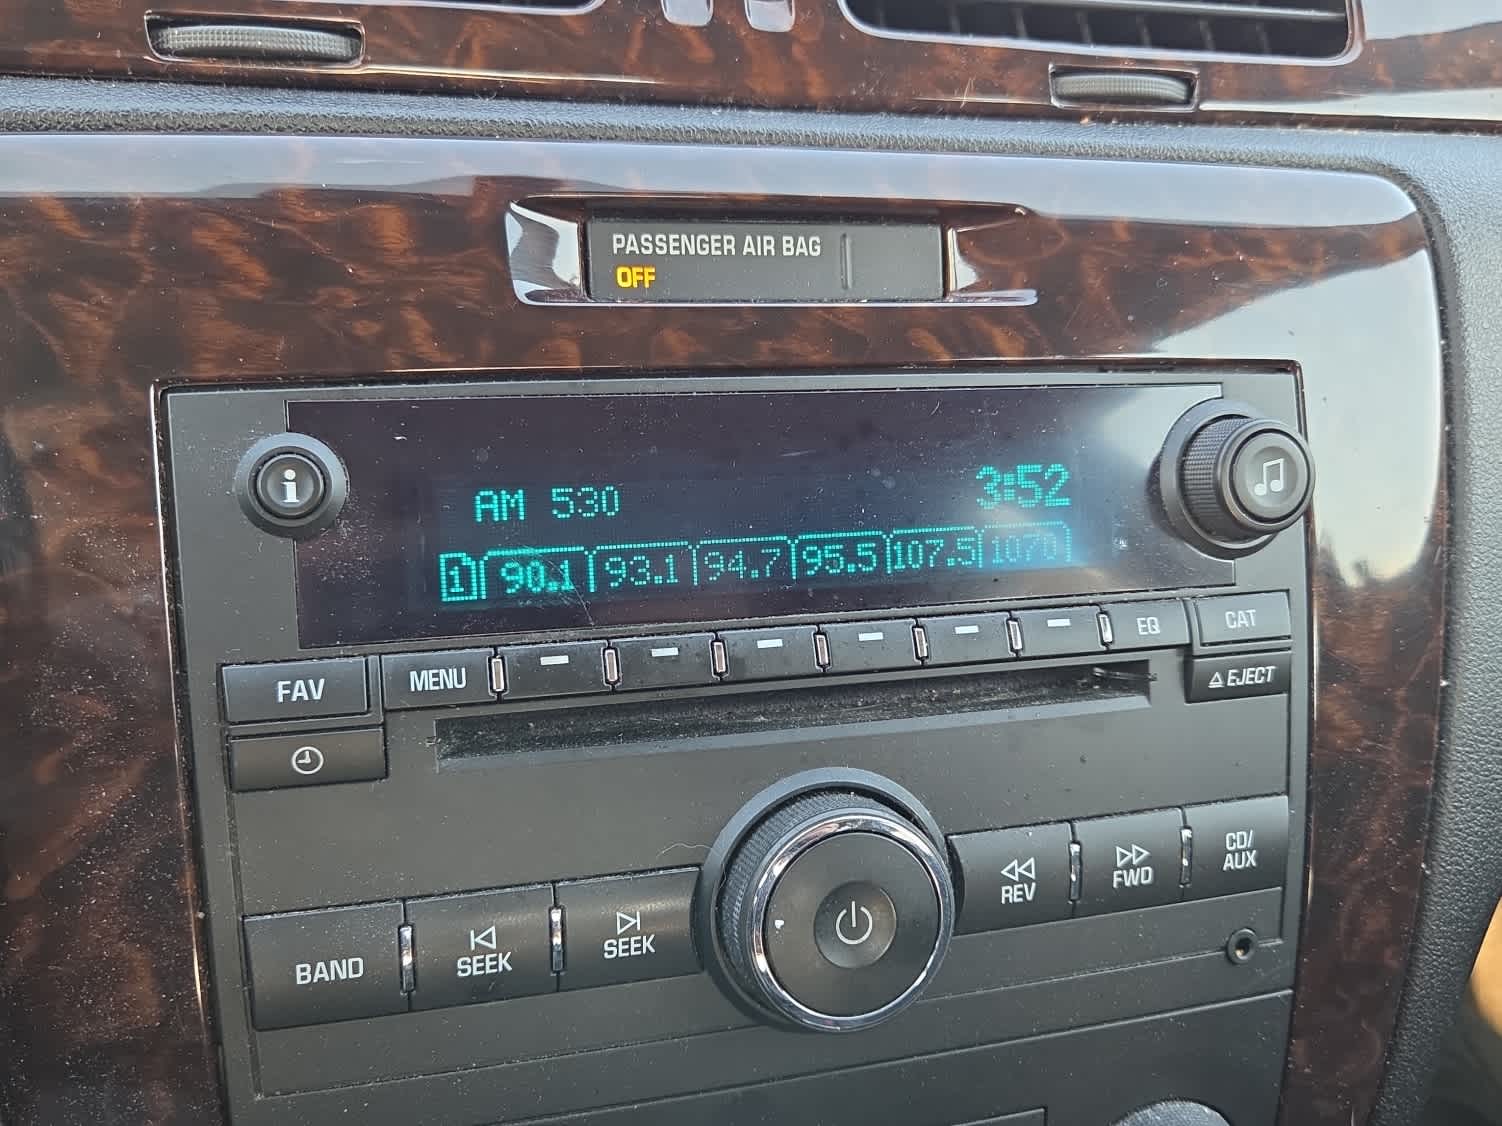 PASSENGER AIR BAG
OFF
i
AM 530 3:52
1 90.1 93.1 94.7 95.5 107.5 1070
FAV MENU EQ CAT
EJECT
BAND SEEK SEEK REV FWD CD/
AUX